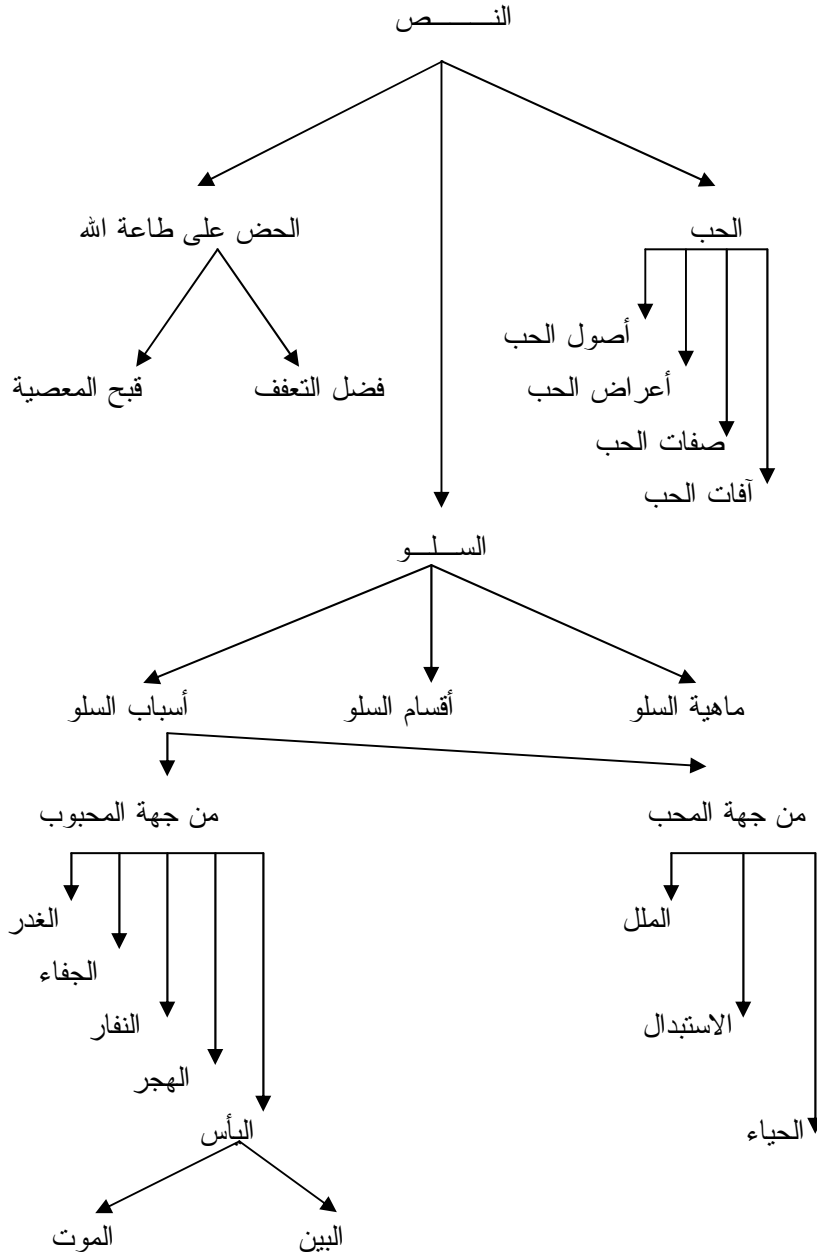 النـــــــص
الحب
الحض على طاعة الله
أصول الحب
أعراض الحب
صفات الحب
آفات الحب
فضل التعفف
قبح المعصية
الســلــو
ماهية السلو
أقسام السلو
أسباب السلو
من جهة المحب
من جهة المحبوب
الملل
الاستبدال
الحياء
الغدر
الجفاء
النفار
الهجر
اليأس
البين
الموت